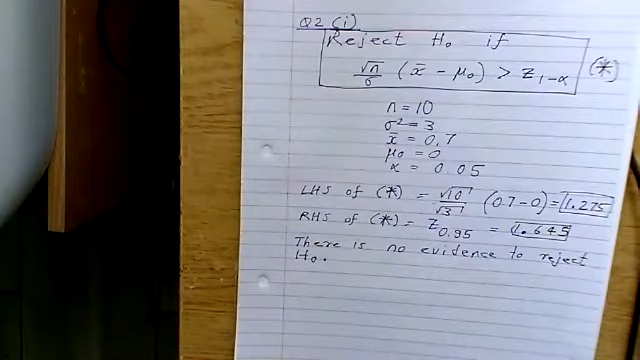 Q2 (i)
Reject H₀ if
√n/σ (x̄ - μ₀) > z₁₋α (*)
n = 10
σ² = 3
x̄ = 0.7
μ₀ = 0
α = 0.05
LHS of (*) = √10/√3 (0.7-0) = 1.275
RHS of (*) = Z₀.₉₅ = 1.645
There is no evidence to reject
H₀.